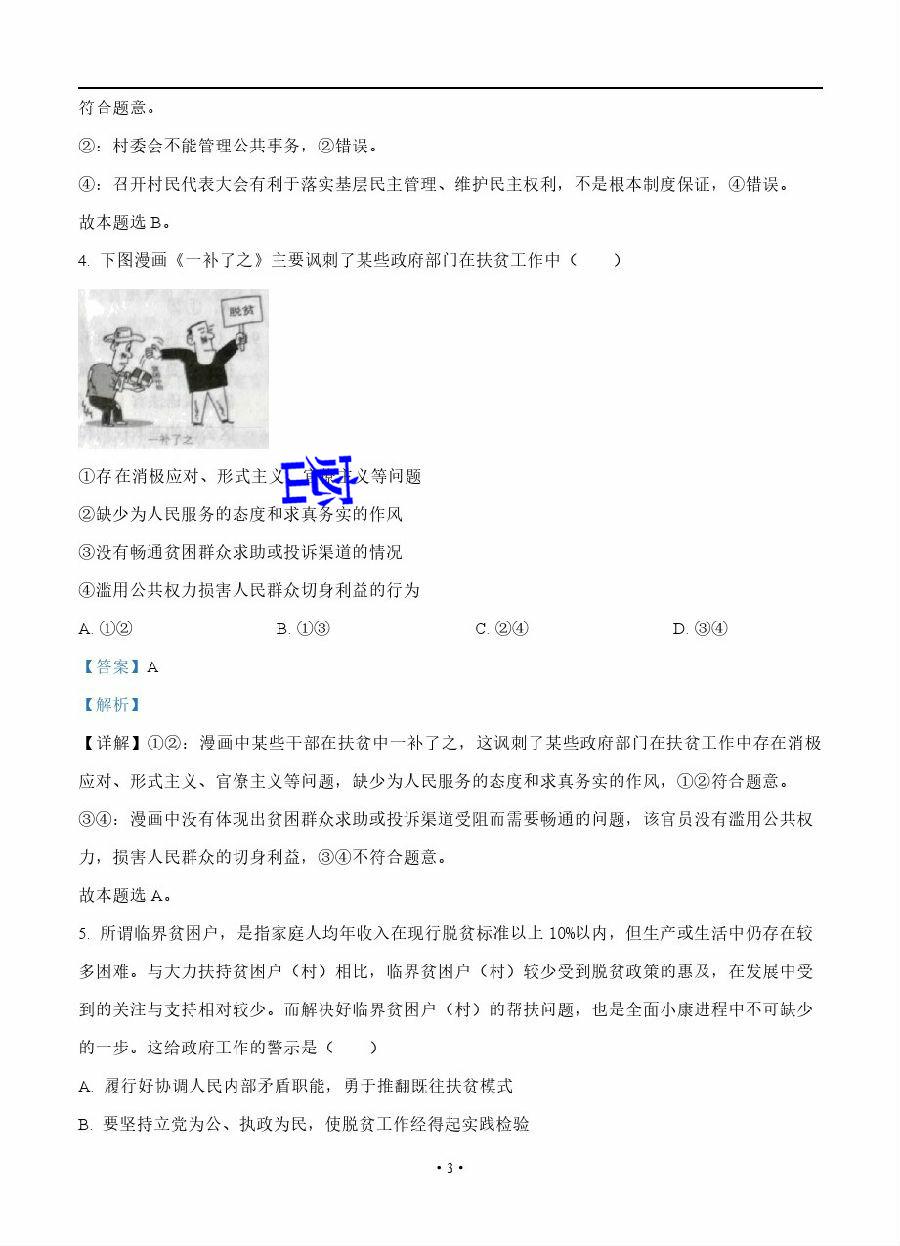 符合题意。
②：村委会不能管理公共事务，②错误。
④：召开村民代表大会有利于落实基层民主管理、维护民主权利，不是根本制度保证，④错误。
故本题选 B。
4. 下图漫画《一补了之》主要讽刺了某些政府部门在扶贫工作中（　　）
脱贫
一补了之
①存在消极应对、形式主义、官僚主义等问题
②缺少为人民服务的态度和求真务实的作风
③没有畅通贫困群众求助或投诉渠道的情况
④滥用公共权力损害人民群众切身利益的行为
A. ①② B. ①③ C. ②④ D. ③④
【答案】A
【解析】
【详解】①②：漫画中某些干部在扶贫中一补了之，这讽刺了某些政府部门在扶贫工作中存在消极
应对、形式主义、官僚主义等问题，缺少为人民服务的态度和求真务实的作风，①②符合题意。
③④：漫画中没有体现出贫困群众求助或投诉渠道受阻而需要畅通的问题，该官员没有滥用公共权
力，损害人民群众的切身利益，③④不符合题意。
故本题选 A。
5. 所谓临界贫困户，是指家庭人均年收入在现行脱贫标准以上 10%以内，但生产或生活中仍存在较
多困难。与大力扶持贫困户（村）相比，临界贫困户（村）较少受到脱贫政策的惠及，在发展中受
到的关注与支持相对较少。而解决好临界贫困户（村）的帮扶问题，也是全面小康进程中不可缺少
的一步。这给政府工作的警示是（　　）
A. 履行好协调人民内部矛盾职能，勇于推翻既往扶贫模式
B. 要坚持立党为公、执政为民，使脱贫工作经得起实践检验
• 3 •